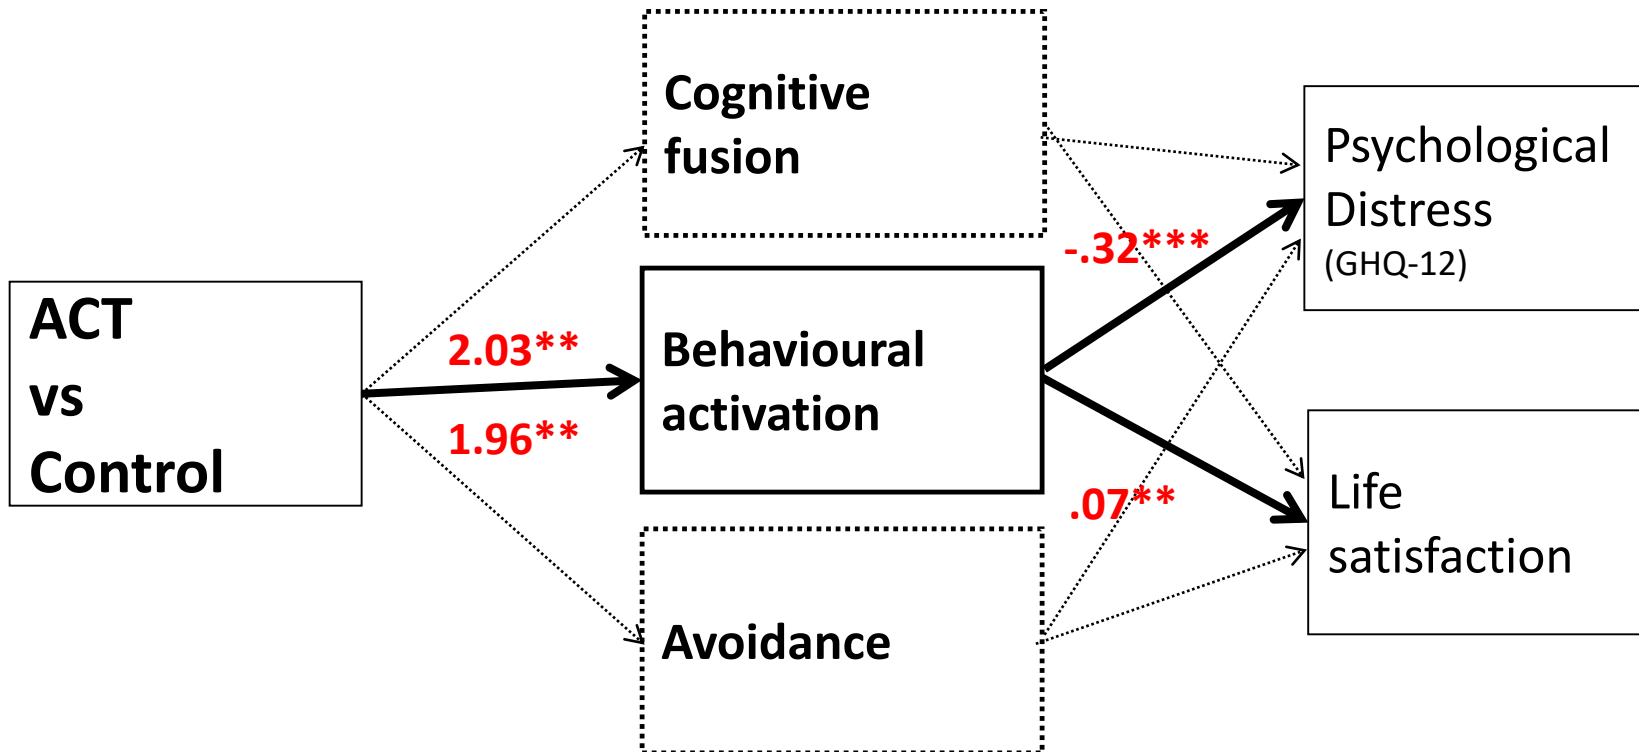 ACT
vs
Control
2.03**
1.96**
Cognitive
fusion
Behavioural
activation
Avoidance
-.32***
.07**
Psychological
Distress
(GHQ-12)
Life
satisfaction